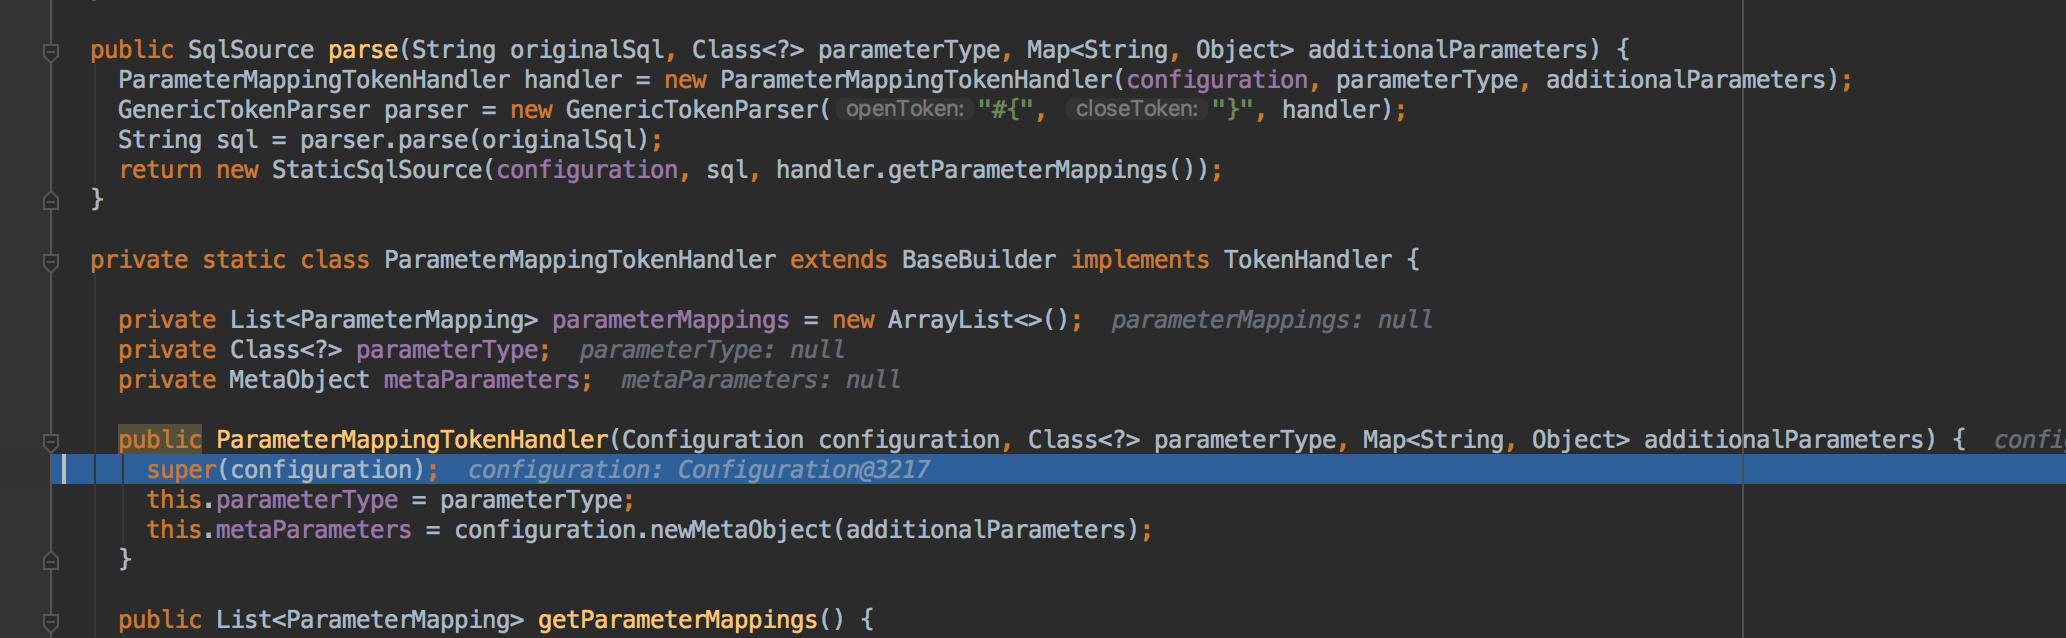 public SqlSource parse(String originalSql, Class<?> parameterType, Map<String, Object> additionalParameters) {
ParameterMappingTokenHandler handler = new ParameterMappingTokenHandler(configuration, parameterType, additionalParameters);
GenericTokenParser parser = new GenericTokenParser( openToken: "#{", closeToken: "}", handler);
String sql = parser.parse(originalSql);
return new StaticSqlSource(configuration, sql, handler.getParameterMappings());
}
private static class ParameterMappingTokenHandler extends BaseBuilder implements TokenHandler {
private List<ParameterMapping> parameterMappings = new ArrayList<>(); parameterMappings: null
private Class<?> parameterType; parameterType: null
private MetaObject metaParameters; metaParameters: null
public ParameterMappingTokenHandler(Configuration configuration, Class<?> parameterType, Map<String, Object> additionalParameters) {
super(configuration); configuration: Configuration@3217
this.parameterType = parameterType;
this.metaParameters = configuration.newMetaObject(additionalParameters);
}
public List<ParameterMapping> getParameterMappings() {